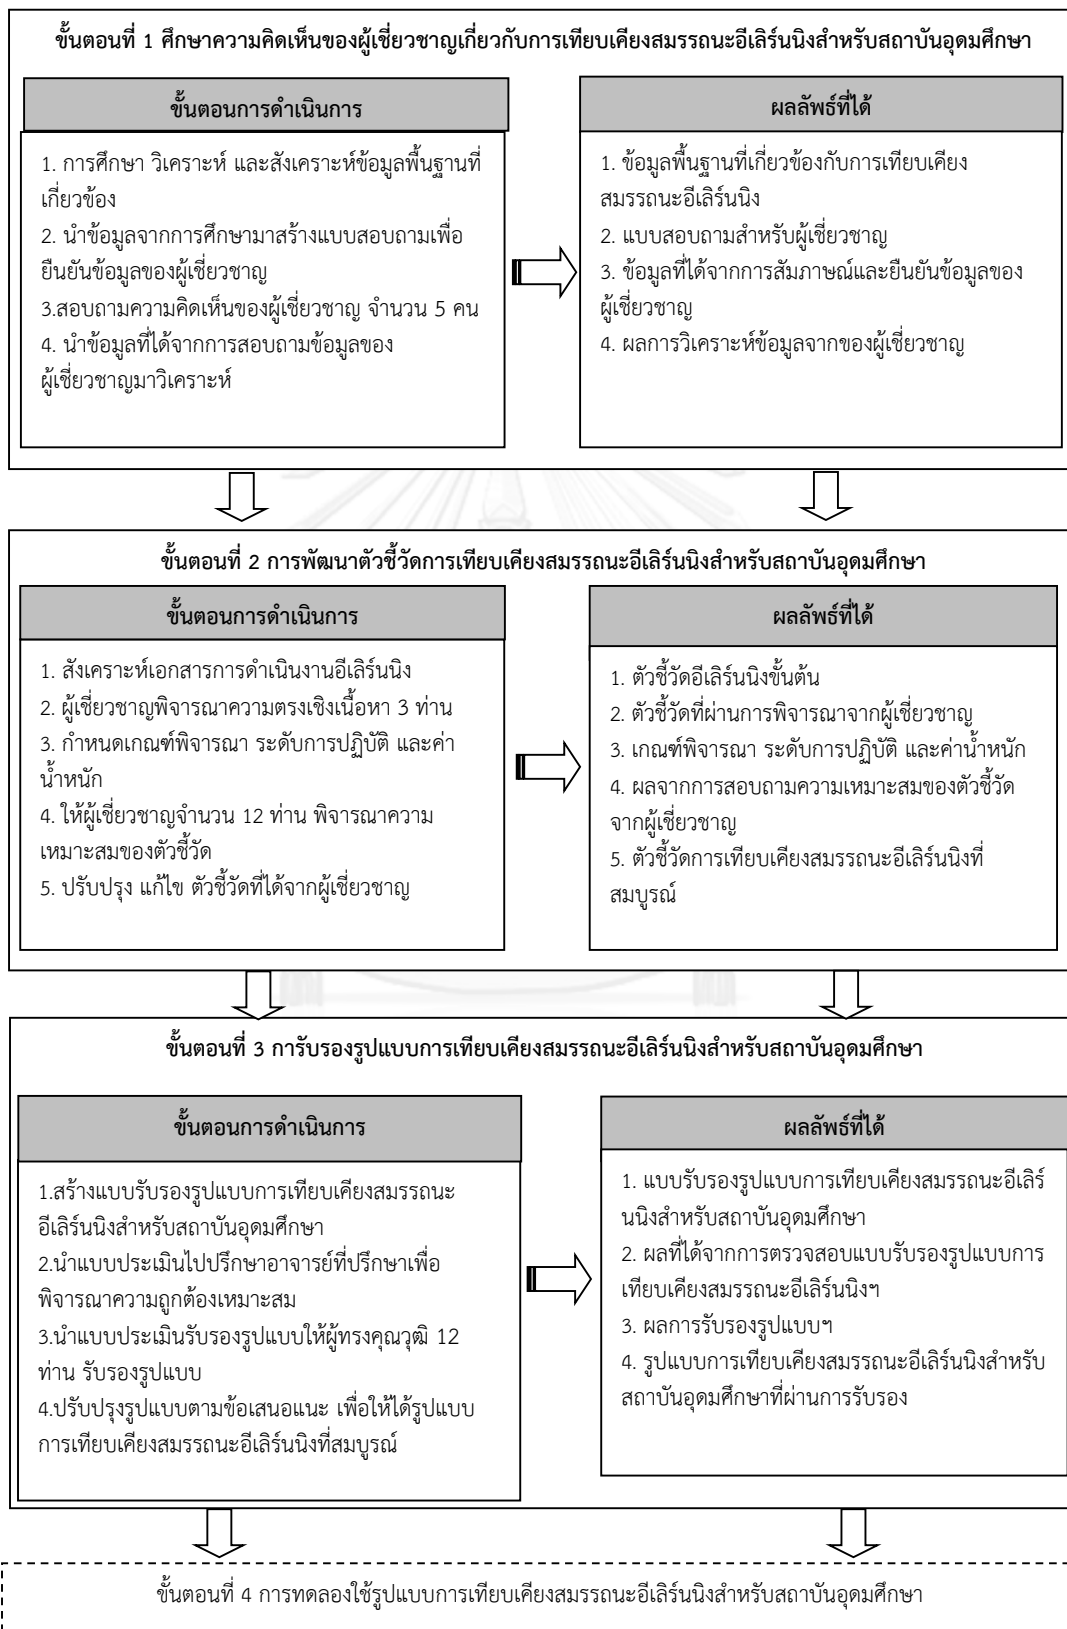 ขั้นตอนที่ 1 ศึกษาความคิดเห็นของผู้เชี่ยวชาญเกี่ยวกับการเทียบเคียงสมรรถนะอีเลิร์นนิงสำหรับสถาบันอุดมศึกษา
ขั้นตอนการดำเนินการ
1. การศึกษา วิเคราะห์ และสังเคราะห์ข้อมูลพื้นฐานที่
เกี่ยวข้อง
2. นำข้อมูลจากการศึกษามาสร้างแบบสอบถามเพื่อ
ยืนยันข้อมูลของผู้เชี่ยวชาญ
3.สอบถามความคิดเห็นของผู้เชี่ยวชาญ จำนวน 5 คน
4. นำข้อมูลที่ได้จากการสอบถามข้อมูลของ
ผู้เชี่ยวชาญมาวิเคราะห์
ผลลัพธ์ที่ได้
1. ข้อมูลพื้นฐานที่เกี่ยวข้องกับการเทียบเคียง
สมรรถนะอีเลิร์นนิง
2. แบบสอบถามสำหรับผู้เชี่ยวชาญ
3. ข้อมูลที่ได้จากการสัมภาษณ์และยืนยันข้อมูลของ
ผู้เชี่ยวชาญ
4. ผลการวิเคราะห์ข้อมูลจากของผู้เชี่ยวชาญ
ขั้นตอนที่ 2 การพัฒนาตัวชี้วัดการเทียบเคียงสมรรถนะอีเลิร์นนิงสำหรับสถาบันอุดมศึกษา
ขั้นตอนการดำเนินการ
1. สังเคราะห์เอกสารการดำเนินงานอีเลิร์นนิง
2. ผู้เชี่ยวชาญพิจารณาความตรงเชิงเนื้อหา 3 ท่าน
3. กำหนดเกณฑ์พิจารณา ระดับการปฏิบัติ และค่า
น้ำหนัก
4. ให้ผู้เชี่ยวชาญจำนวน 12 ท่าน พิจารณาความ
เหมาะสมของตัวชี้วัด
5. ปรับปรุง แก้ไข ตัวชี้วัดที่ได้จากผู้เชี่ยวชาญ
ผลลัพธ์ที่ได้
1. ตัวชี้วัดอีเลิร์นนิงขั้นต้น
2. ตัวชี้วัดที่ผ่านการพิจารณาจากผู้เชี่ยวชาญ
3. เกณฑ์พิจารณา ระดับการปฏิบัติ และค่าน้ำหนัก
4. ผลจากการสอบถามความเหมาะสมของตัวชี้วัด
จากผู้เชี่ยวชาญ
5. ตัวชี้วัดการเทียบเคียงสมรรถนะอีเลิร์นนิงที่
สมบูรณ์
ขั้นตอนที่ 3 การับรองรูปแบบการเทียบเคียงสมรรถนะอีเลิร์นนิงสำหรับสถาบันอุดมศึกษา
ขั้นตอนการดำเนินการ
1.สร้างแบบรับรองรูปแบบการเทียบเคียงสมรรถนะ
อีเลิร์นนิงสำหรับสถาบันอุดมศึกษา
2.นำแบบประเมินไปปรึกษาอาจารย์ที่ปรึกษาเพื่อ
พิจารณาความถูกต้องเหมาะสม
3.นำแบบประเมินรับรองรูปแบบให้ผู้ทรงคุณวุฒิ 12
ท่าน รับรองรูปแบบ
4.ปรับปรุงรูปแบบตามข้อเสนอแนะ เพื่อให้ได้รูปแบบ
การเทียบเคียงสมรรถนะอีเลิร์นนิงที่สมบูรณ์
ผลลัพธ์ที่ได้
1. แบบรับรองรูปแบบการเทียบเคียงสมรรถนะอีเลิร์
นนิงสำหรับสถาบันอุดมศึกษา
2. ผลที่ได้จากการตรวจสอบแบบรับรองรูปแบบการ
เทียบเคียงสมรรถนะอีเลิร์นนิงฯ
3. ผลการรับรองรูปแบบฯ
4. รูปแบบการเทียบเคียงสมรรถนะอีเลิร์นนิงสำหรับ
สถาบันอุดมศึกษาที่ผ่านการรับรอง
ขั้นตอนที่ 4 การทดลองใช้รูปแบบการเทียบเคียงสมรรถนะอีเลิร์นนิงสำหรับสถาบันอุดมศึกษา